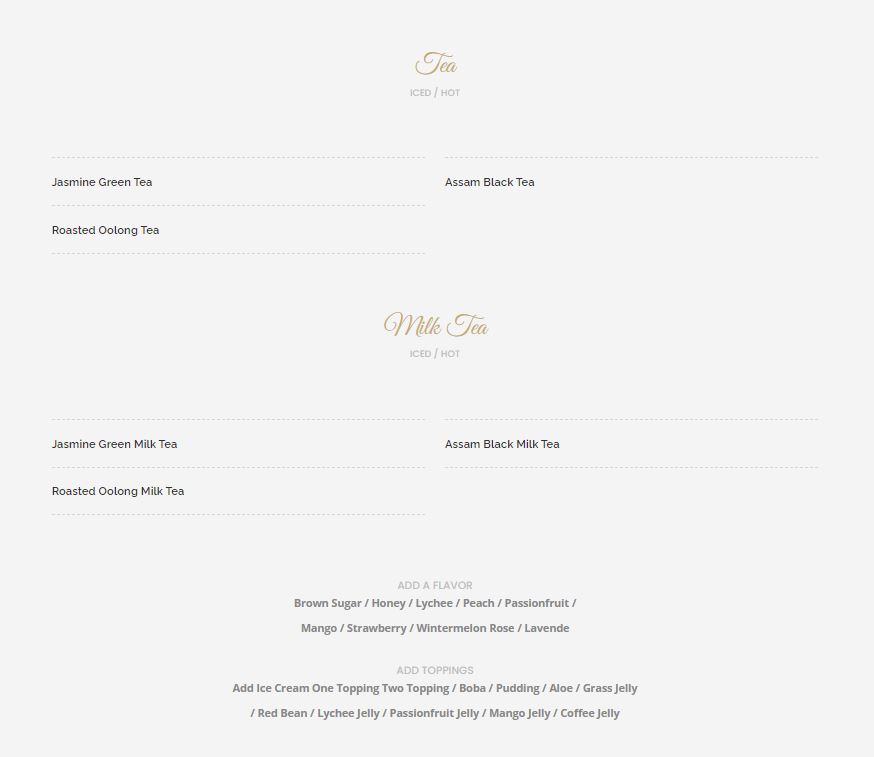 Tea
ICED / HOT
Jasmine Green Tea
Assam Black Tea
Roasted Oolong Tea
Milk Tea
ICED / HOT
Jasmine Green Milk Tea
Assam Black Milk Tea
Roasted Oolong Milk Tea
ADD A FLAVOR
Brown Sugar / Honey / Lychee / Peach / Passionfruit /
Mango / Strawberry / Wintermelon Rose / Lavende
ADD TOPPINGS
Add Ice Cream One Topping Two Topping / Boba / Pudding / Aloe / Grass Jelly
/ Red Bean / Lychee Jelly / Passionfruit Jelly / Mango Jelly / Coffee Jelly